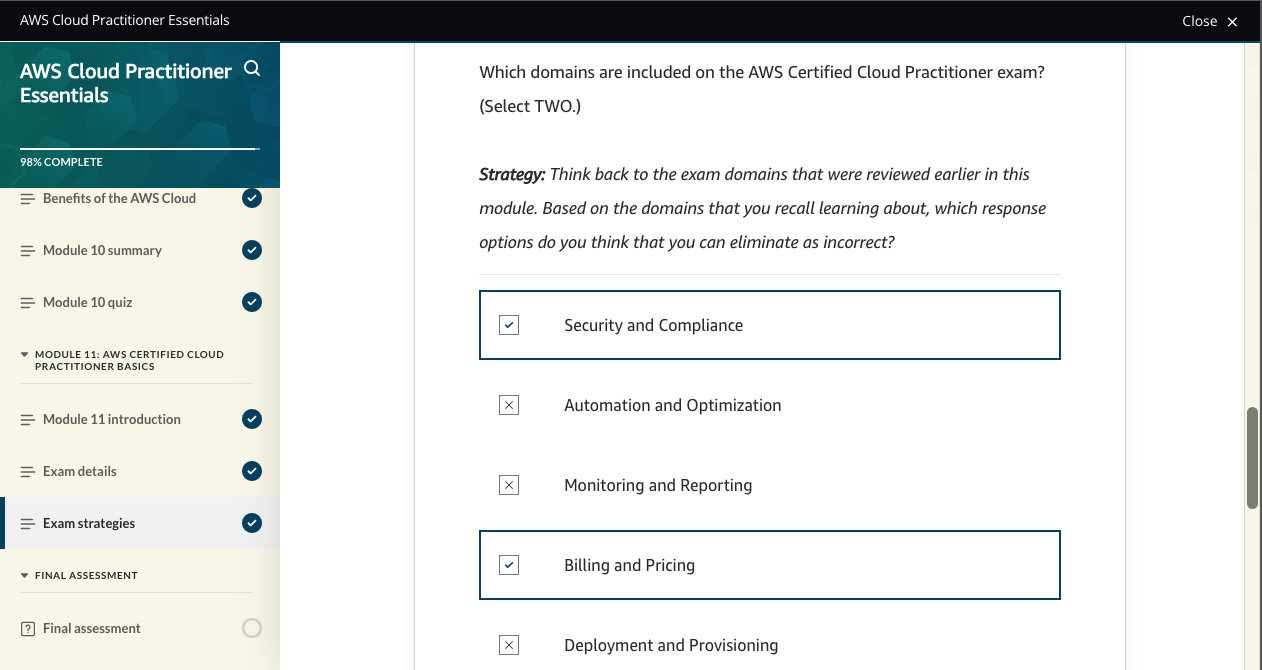 AWS Cloud Practitioner Essentials
Close
AWS Cloud Practitioner
Essentials
98% COMPLETE
Benefits of the AWS Cloud
Module 10 summary
Module 10 quiz
MODULE 11: AWS CERTIFIED CLOUD
PRACTITIONER BASICS
Module 11 introduction
Exam details
Exam strategies
FINAL ASSESSMENT
Final assessment
Which domains are included on the AWS Certified Cloud Practitioner exam?
(Select TWO.)
Strategy: Think back to the exam domains that were reviewed earlier in this
module. Based on the domains that you recall learning about, which response
options do you think that you can eliminate as incorrect?
Security and Compliance
Automation and Optimization
Monitoring and Reporting
Billing and Pricing
Deployment and Provisioning